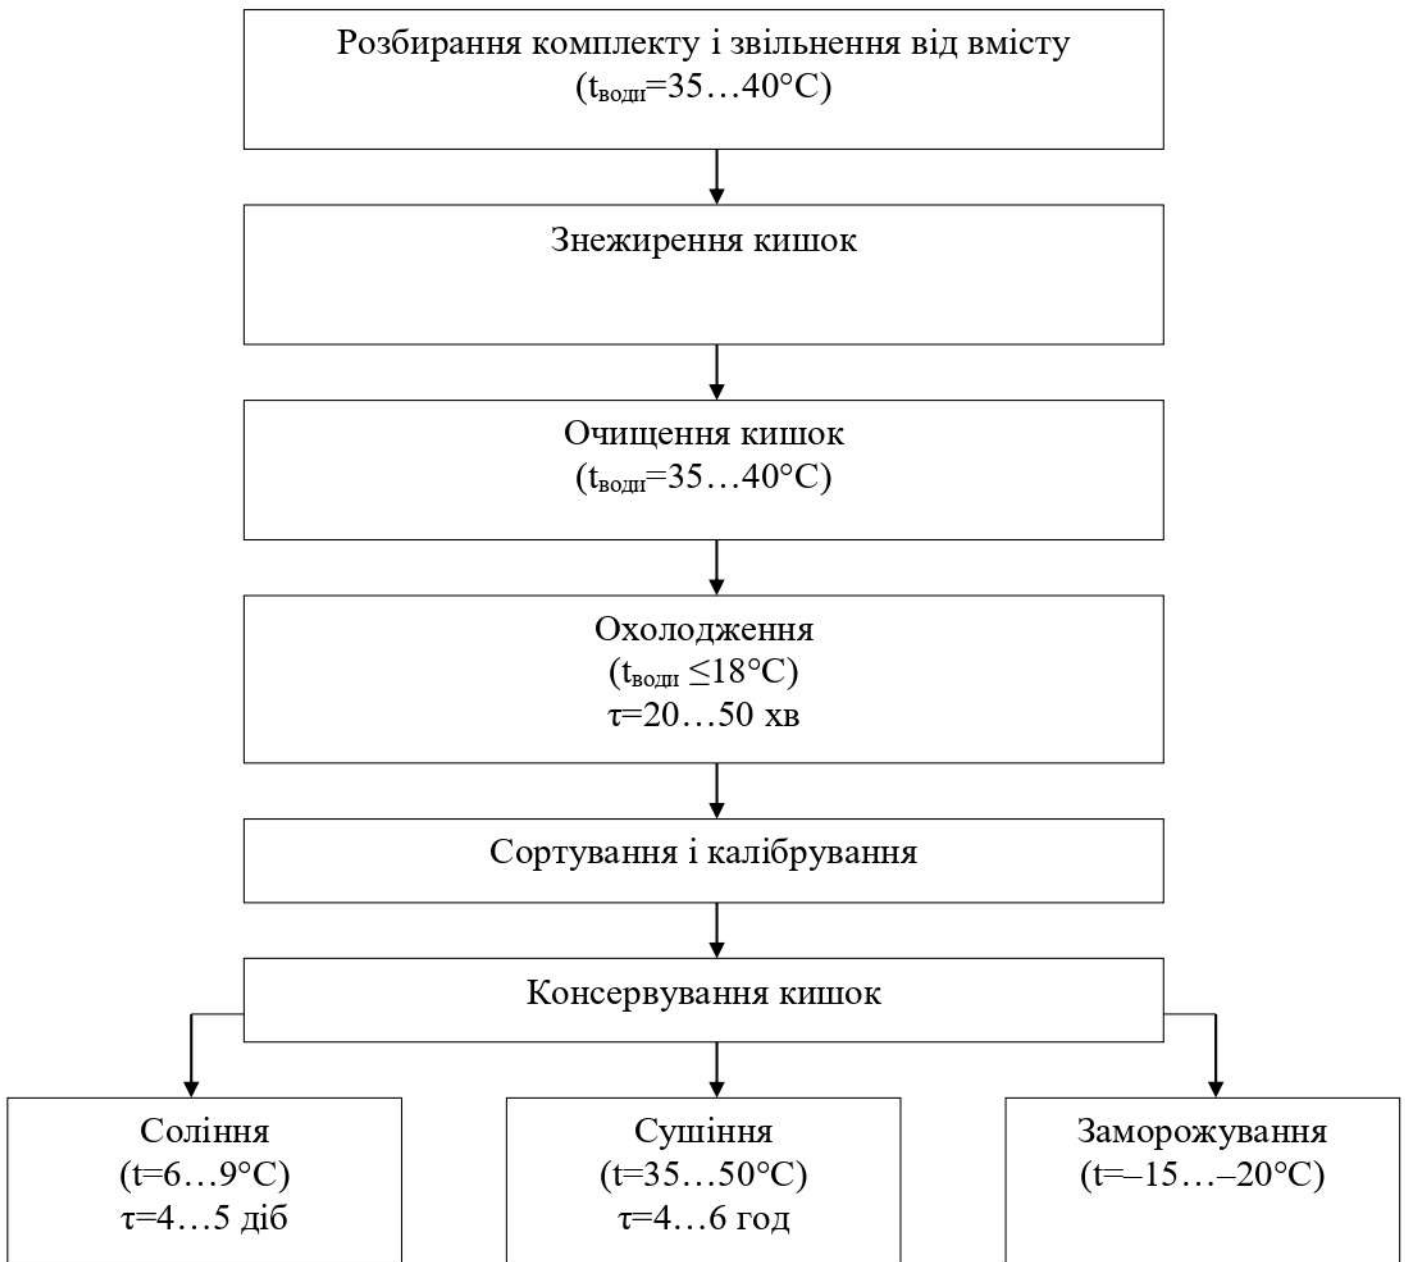 Розбирання комплекту і звільнення від вмісту
(tводи=35…40°C)
Знежирення кишок
Очищення кишок
(tводи=35…40°C)
Охолодження
(tводи ≤18°C)
τ=20…50 хв
Сортування і калібрування
Консервування кишок
Соління
(t=6…9°C)
τ=4…5 діб
Сушіння
(t=35…50°C)
τ=4…6 год
Заморожування
(t=–15…–20°C)